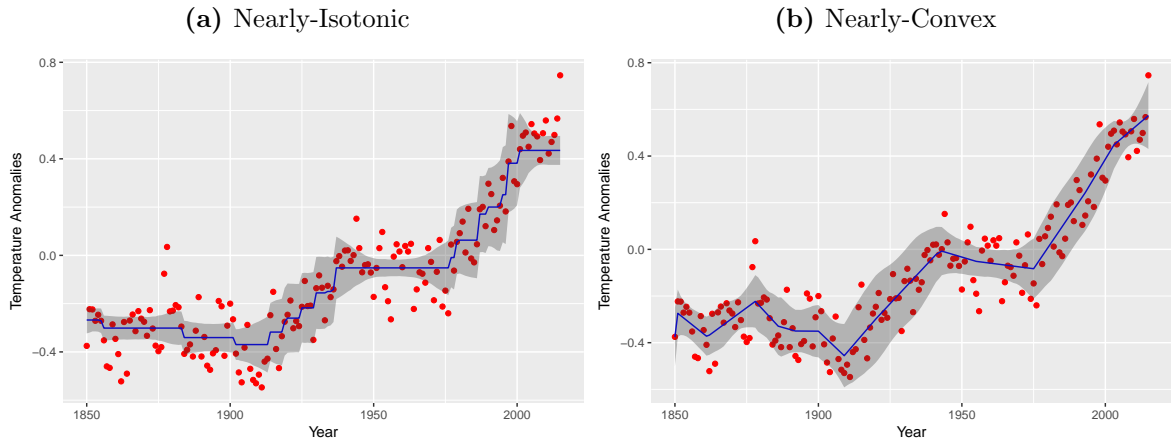 (a) Nearly-Isotonic
0.8
0.4
0.0
−0.4
Temperature Anomalies
1850 1900 1950 2000
Year
(b) Nearly-Convex
0.8
0.4
0.0
−0.4
Temperature Anomalies
1850 1900 1950 2000
Year